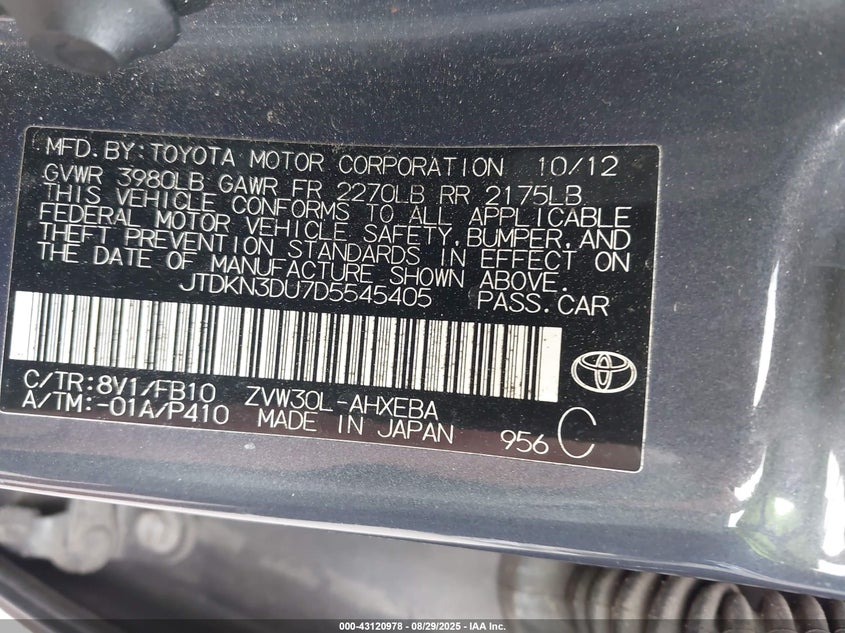 MFD. BY: TOYOTA MOTOR CORPORATION 10/12
GVWR 3980LB GAWR FR 2270LB RR 2175LB
THIS VEHICLE CONFORMS TO ALL APPLICABLE
FEDERAL MOTOR VEHICLE SAFETY, BUMPER, AND
THEFT PREVENTION STANDARDS IN EFFECT ON
THE DATE OF MANUFACTURE SHOWN ABOVE.
JTDKN3DU7D5545405 PASS. CAR
C/TR: 8V1/FB10 ZVW30L-AHXEBA
A/TM: -01A/P410 MADE IN JAPAN 956 C
000-43120978 - 08/29/2025 - IAA Inc.